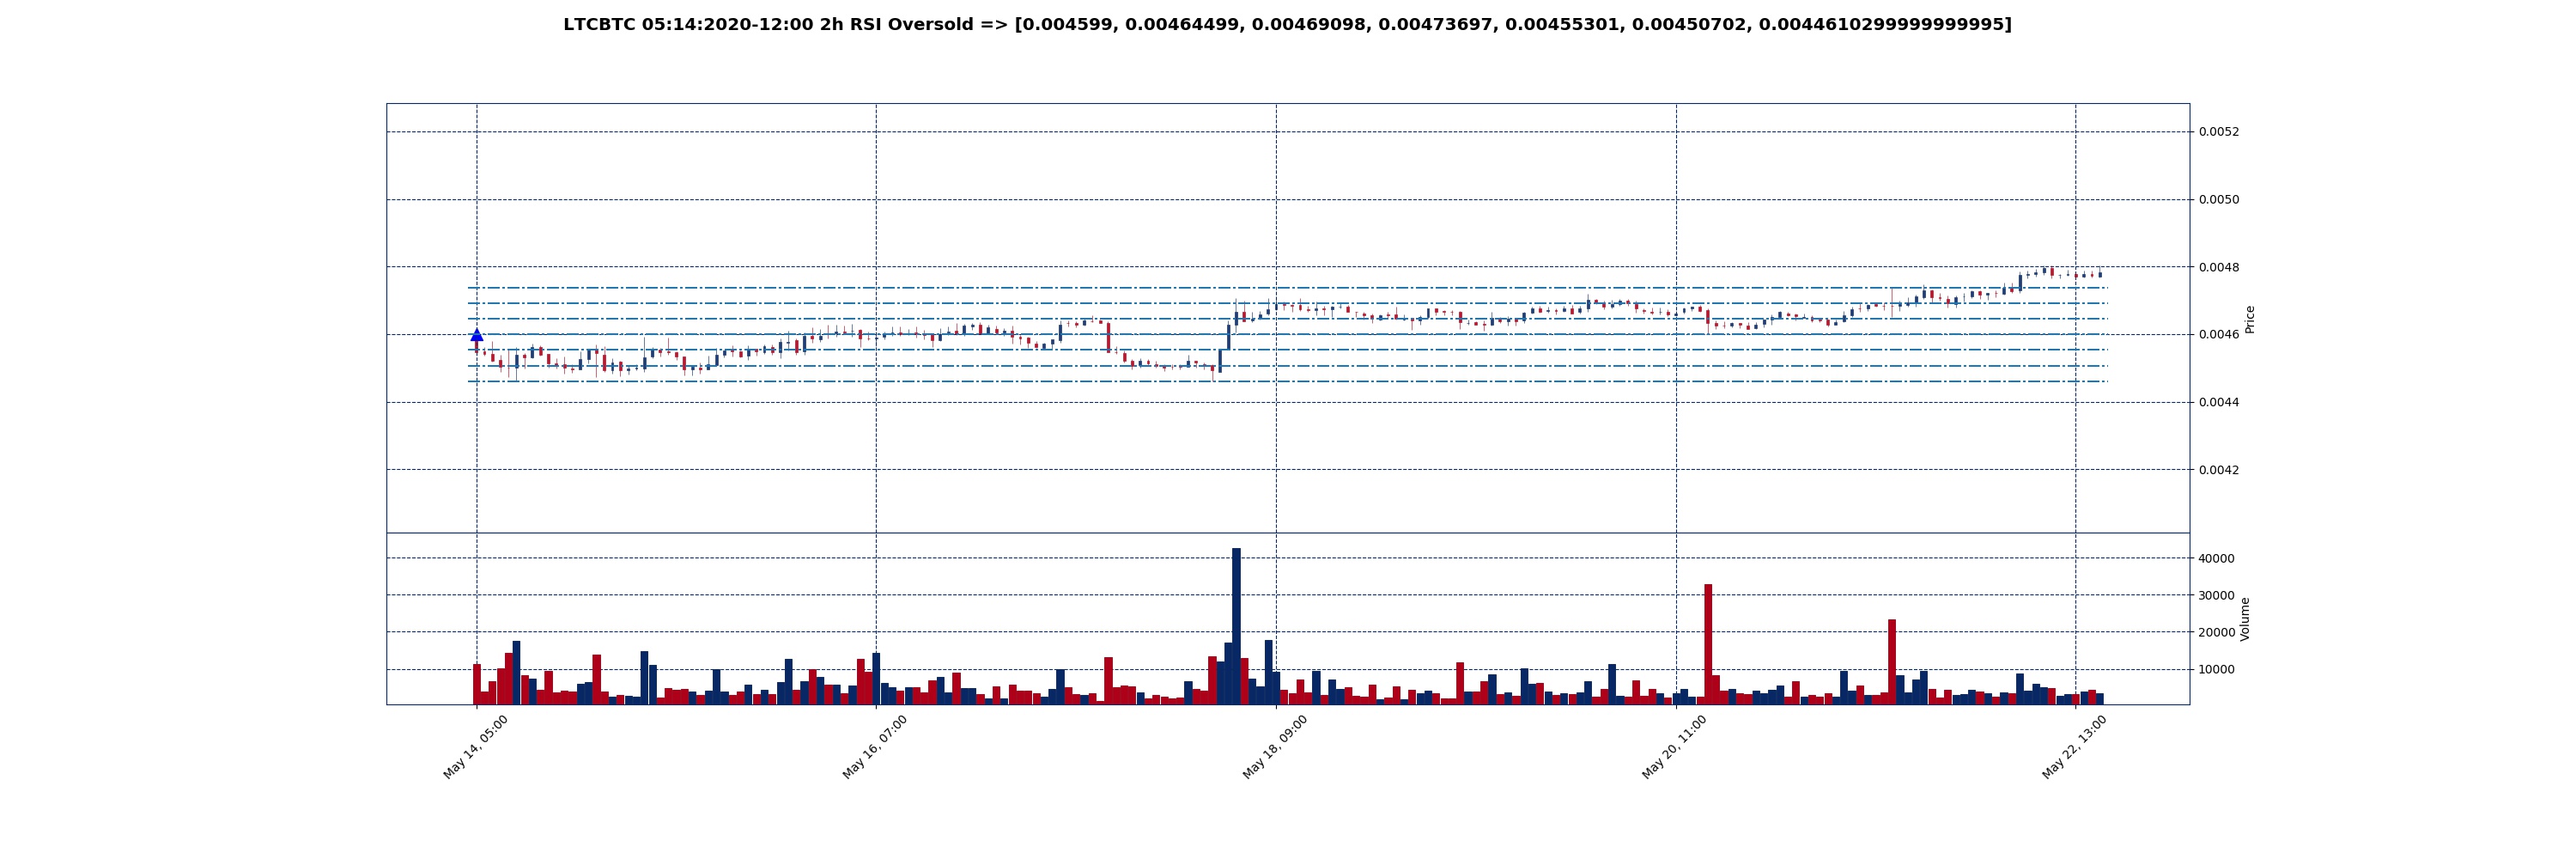 LTCBTC 05:14:2020-12:00 2h RSI Oversold => [0.004599, 0.00464499, 0.00469098, 0.00473697, 0.00455301, 0.00450702, 0.0044610299999999995]
0.0052
0.0050
0.0048
0.0046
0.0044
0.0042
Price
40000
30000
20000
10000
Volume
May 14, 05:00
May 16, 07:00
May 18, 09:00
May 20, 11:00
May 22, 13:00